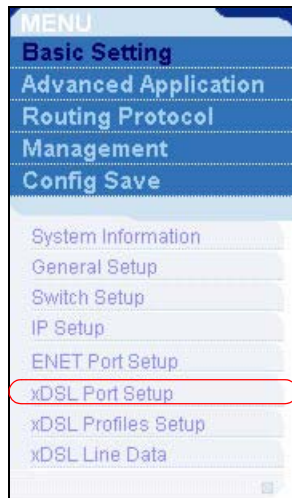 MENU
Basic Setting
Advanced Application
Routing Protocol
Management
Config Save
System Information
General Setup
Switch Setup
IP Setup
ENET Port Setup
xDSL Port Setup
xDSL Profiles Setup
xDSL Line Data